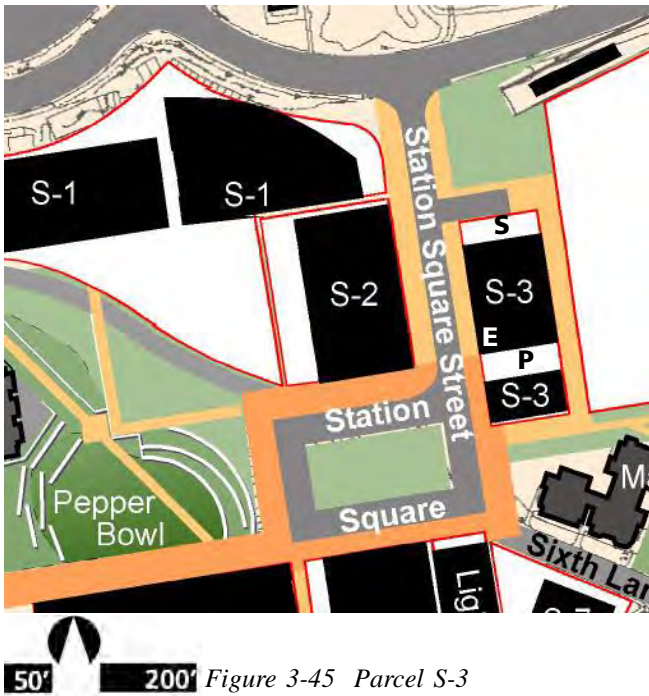 S-1
S-1
S-2
Station Square Street
S
S-3
E
P
S-3
Station
Square
Pepper
Bowl
Sixth
50' 200' Figure 3-45 Parcel S-3